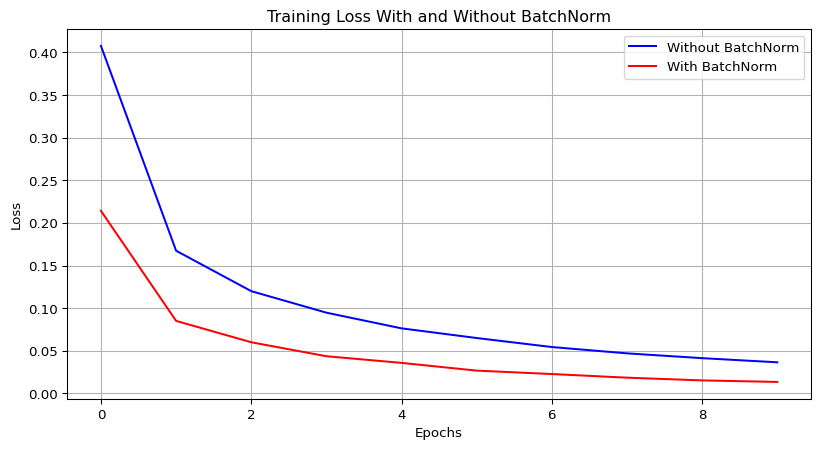 Training Loss With and Without BatchNorm
Without BatchNorm
With BatchNorm
Loss
0.40
0.35
0.30
0.25
0.20
0.15
0.10
0.05
0.00
0 2 4 6 8
Epochs